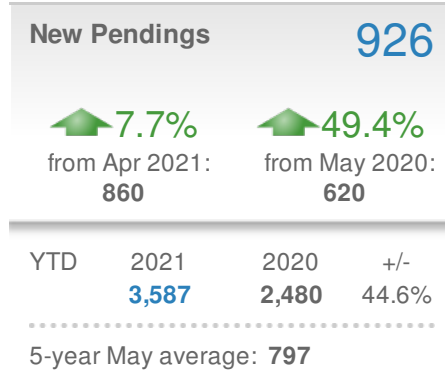 New Pendings 926
7.7% 49.4%
from Apr 2021: from May 2020:
860 620
YTD 2021 2020 +/-
3,587 2,480 44.6%
5-year May average: 797